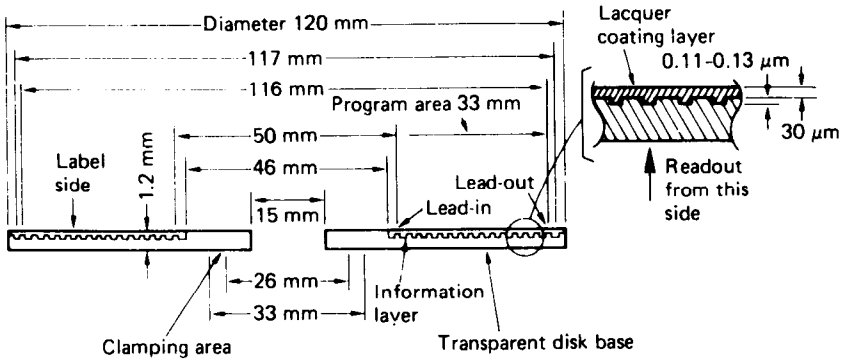 Diameter 120 mm
117 mm
116 mm
Program area 33 mm
50 mm
46 mm
15 mm
1.2 mm
Label
side
Lead-out
Lead-in
26 mm
33 mm
Information
layer
Clamping area
Transparent disk base
Lacquer
coating layer
0.11–0.13 μm
30 μm
Readout
from this
side